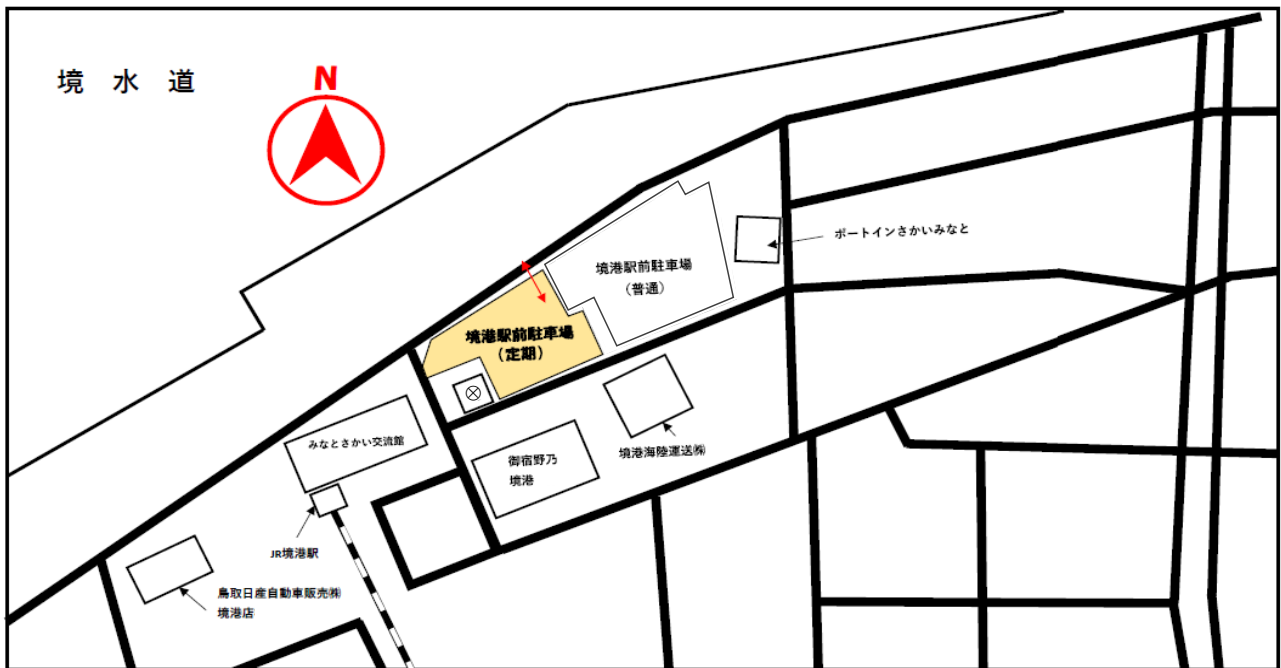 境 水 道
N
ポートインさかいみなと
境港駅前駐車場
（普通）
境港駅前駐車場
（定期）
みなとさかい交流館
境港海陸運送㈱
御宿野乃
境港
JR境港駅
鳥取日産自動車販売㈱
境港店